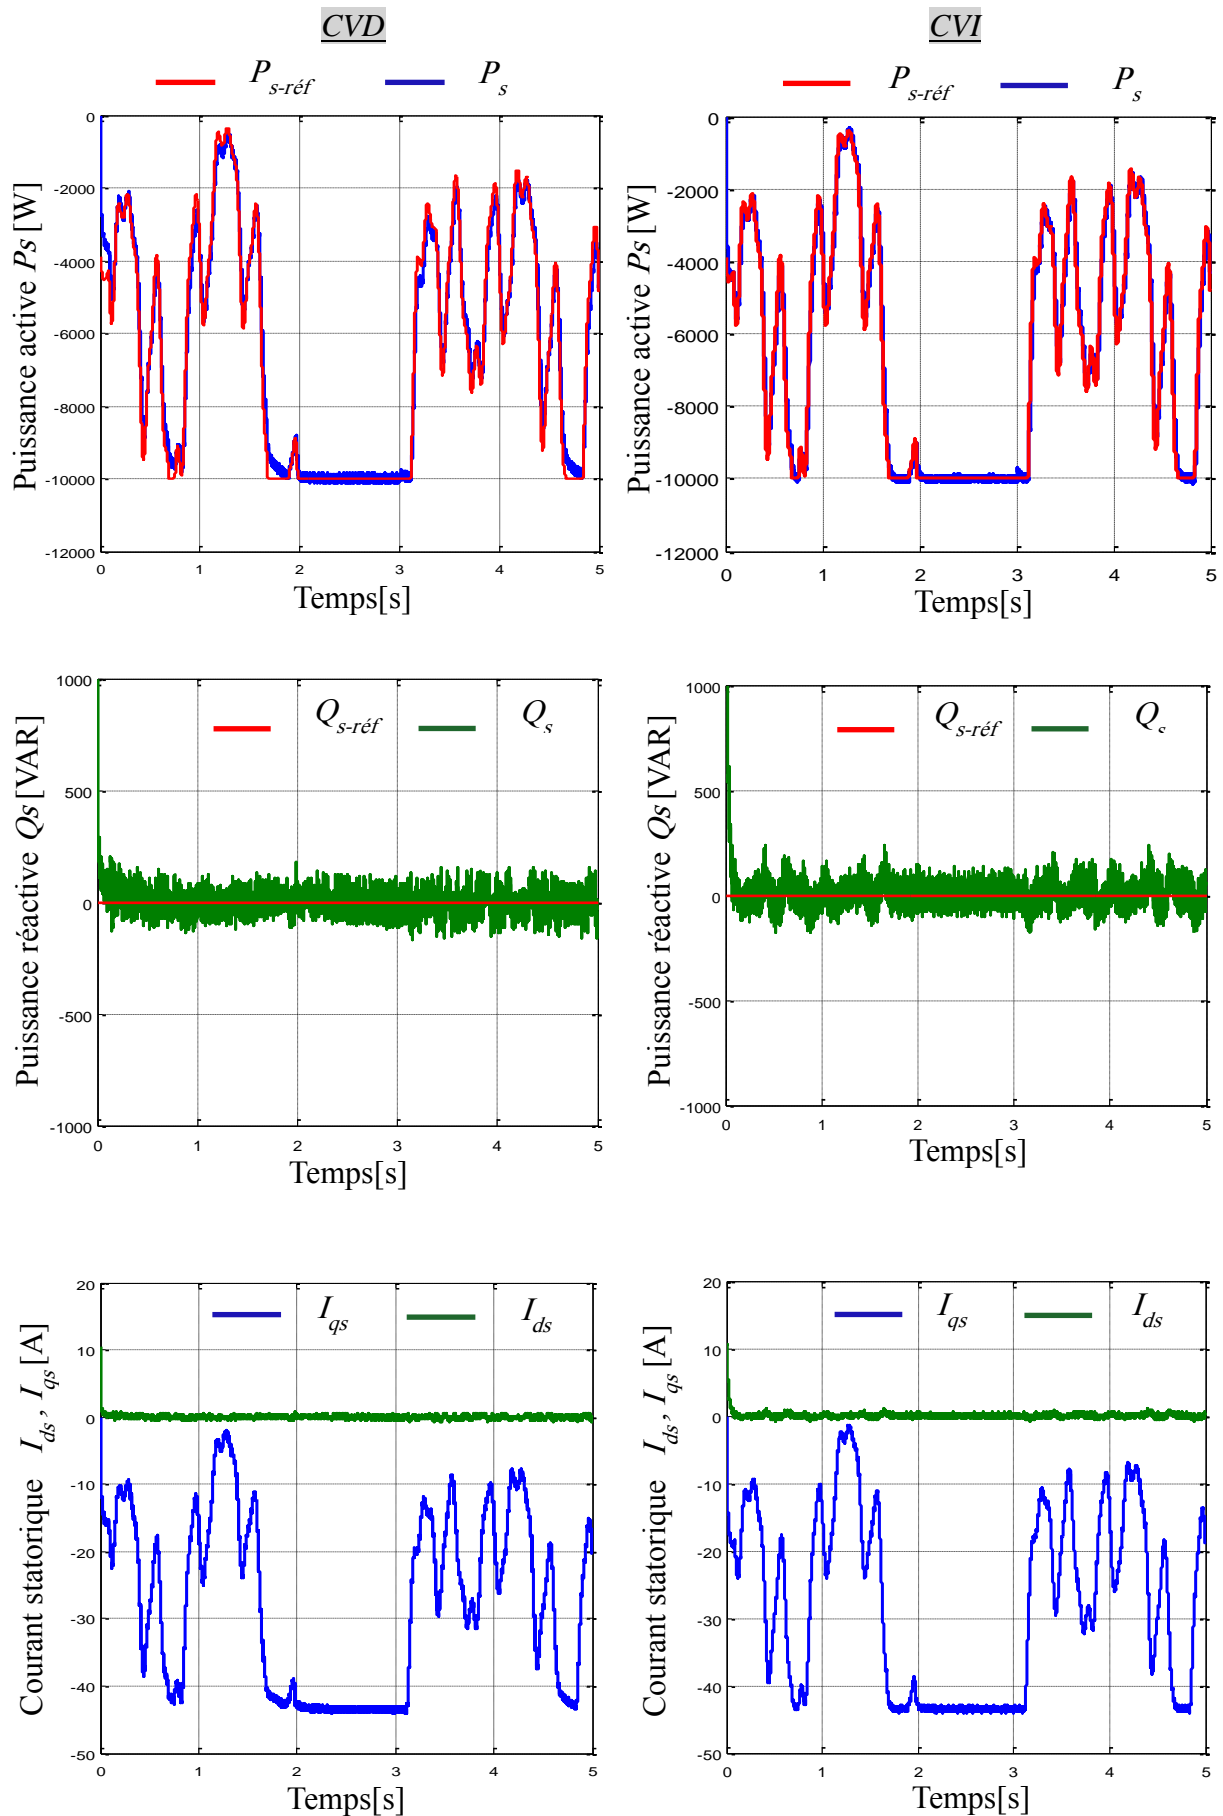 CVD
CVI
P_s-réf P_s
P_s-réf P_s
Puissance active Ps [W]
0
-2000
-4000
-6000
-8000
-10000
-12000
0 1 2 3 4 5
Temps[s]
Puissance active Ps [W]
0
-2000
-4000
-6000
-8000
-10000
-12000
0 1 2 3 4 5
Temps[s]
Puissance réactive Qs [VAR]
Q_s-réf Q_s
1000
500
0
-500
-1000
0 1 2 3 4 5
Temps[s]
Puissance réactive Qs [VAR]
Q_s-réf Q_s
1000
500
0
-500
-1000
0 1 2 3 4 5
Temps[s]
Courant statorique I_ds, I_qs [A]
I_qs I_ds
20
10
0
-10
-20
-30
-40
-50
0 1 2 3 4 5
Temps[s]
Courant statorique I_ds, I_qs [A]
I_qs I_ds
20
10
0
-10
-20
-30
-40
-50
0 1 2 3 4 5
Temps[s]